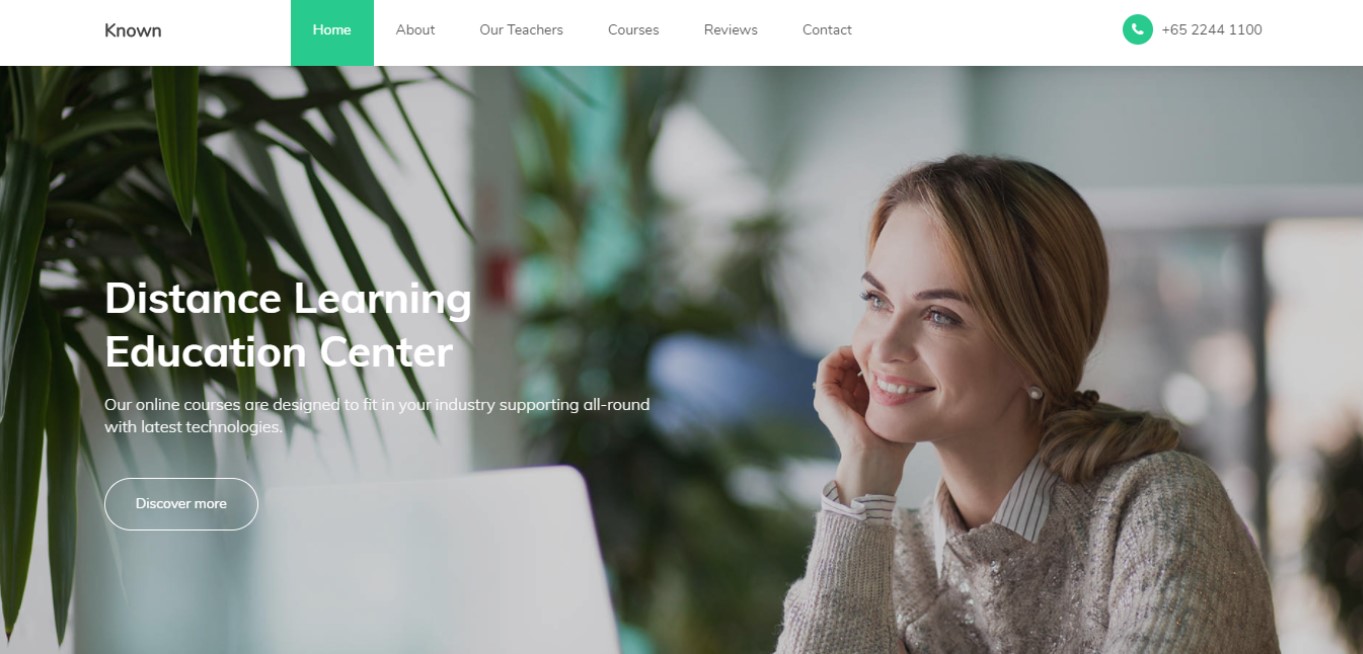 Known
Home
About
Our Teachers
Courses
Reviews
Contact
+65 2244 1100
Distance Learning
Education Center
Our online courses are designed to fit in your industry supporting all-round
with latest technologies.
Discover more